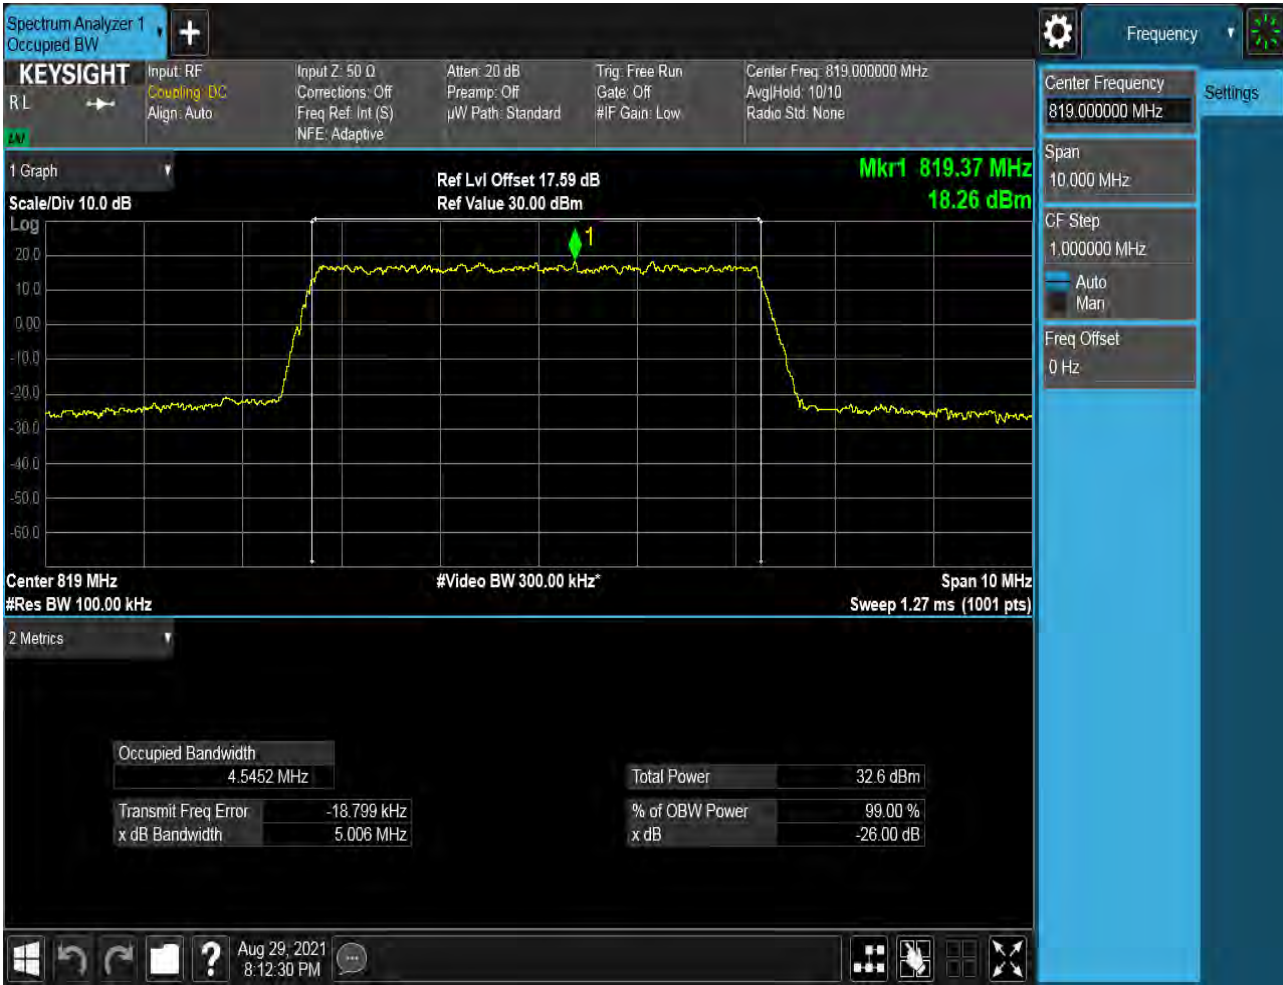 Spectrum Analyzer 1
Occupied BW
+
Frequency
KEYSIGHT
R L
LXI
Input: RF
Coupling: DC
Align: Auto
Input Z: 50 Ω
Corrections: Off
Freq Ref: Int (S)
NFE: Adaptive
Atten: 20 dB
Preamp: Off
µW Path: Standard
Trig: Free Run
Gate: Off
#IF Gain: Low
Center Freq: 819.000000 MHz
Avg|Hold: 10/10
Radio Std: None
Center Frequency
819.000000 MHz
Settings
Span
10.000 MHz
CF Step
1.000000 MHz
Auto
Man
Freq Offset
0 Hz
1 Graph
Scale/Div 10.0 dB
Ref Lvl Offset 17.59 dB
Ref Value 30.00 dBm
Mkr1 819.37 MHz
18.26 dBm
Log
1
20.0
10.0
0.00
-10.0
-20.0
-30.0
-40.0
-50.0
-60.0
Center 819 MHz
#Video BW 300.00 kHz*
Span 10 MHz
#Res BW 100.00 kHz
Sweep 1.27 ms (1001 pts)
2 Metrics
Occupied Bandwidth
4.5452 MHz
Total Power 32.6 dBm
Transmit Freq Error -18.799 kHz
% of OBW Power 99.00 %
x dB Bandwidth 5.006 MHz
x dB -26.00 dB
?
Aug 29, 2021
8:12:30 PM